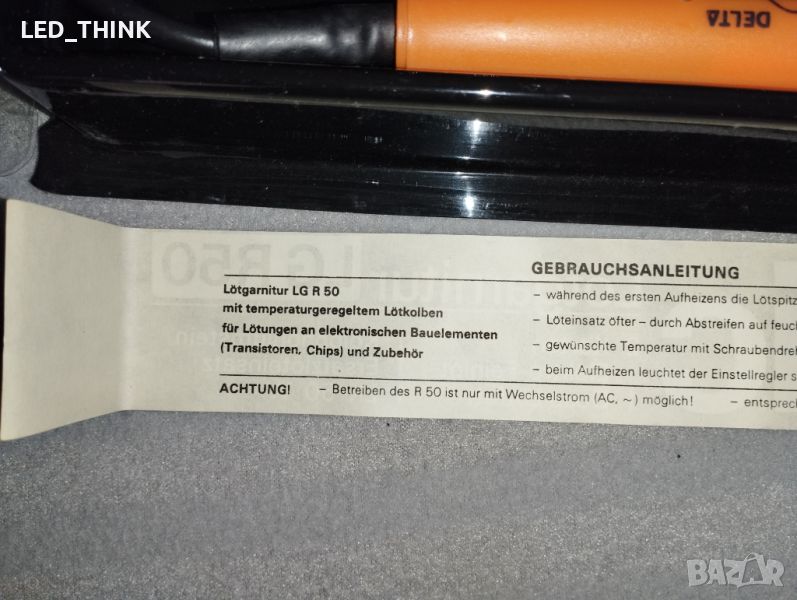 LED_THINK
DELTA
GEBRAUCHSANLEITUNG
Lötgarnitur LG R 50
mit temperaturgeregeltem Lötkolben
für Lötungen an elektronischen Bauelementen
(Transistoren, Chips) und Zubehör
– während des ersten Aufheizens die Lötspitz
– Löteinsatz öfter – durch Abstreifen auf feuch
– gewünschte Temperatur mit Schraubendreh
– beim Aufheizen leuchtet der Einstellregler s
ACHTUNG! – Betreiben des R 50 ist nur mit Wechselstrom (AC, ~) möglich! – entsprec
BAZAR